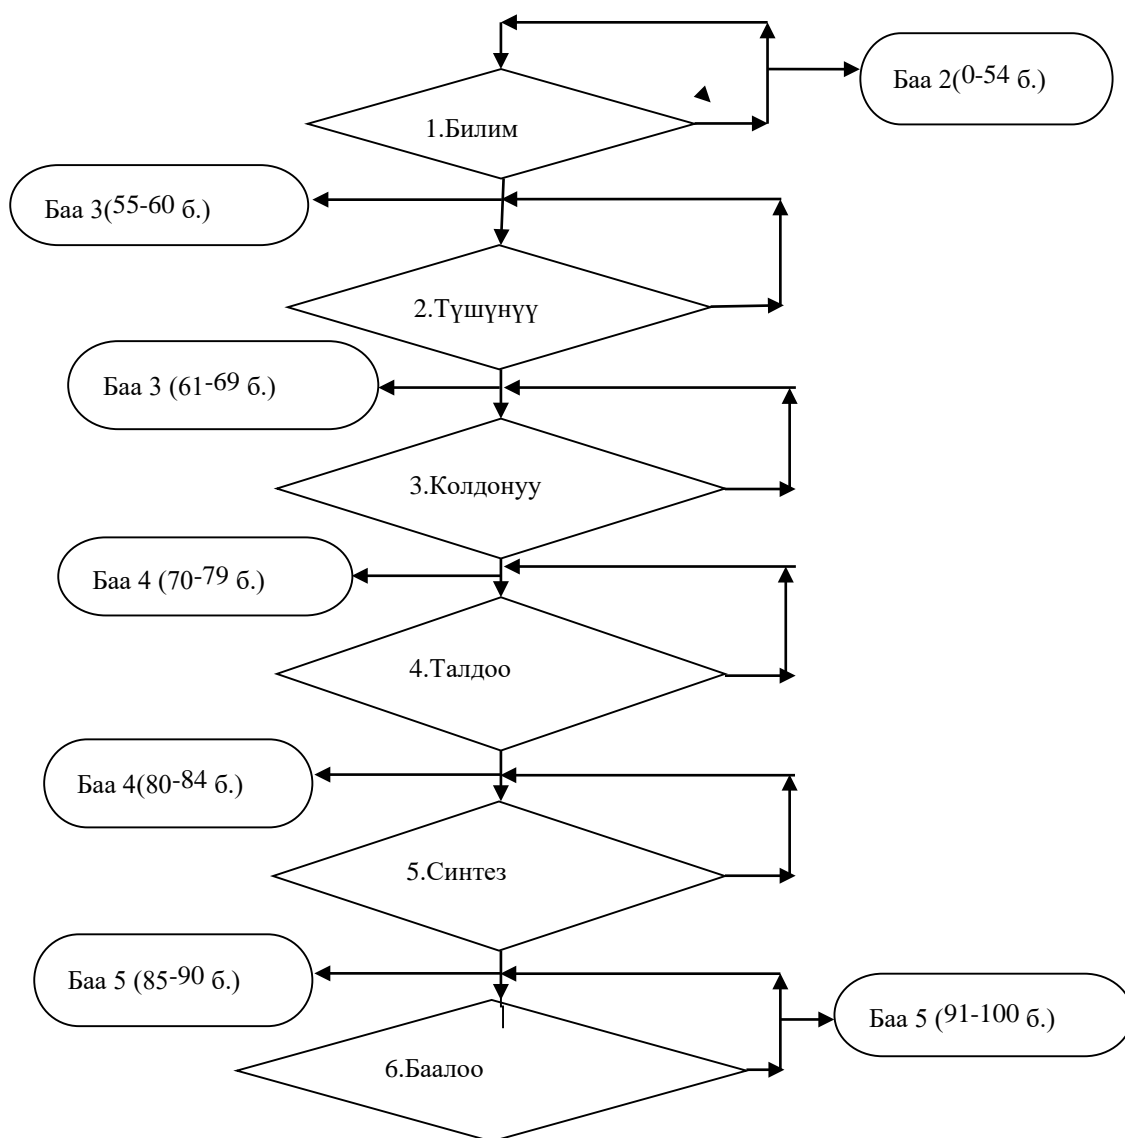 Баа 2(0-54 б.)
1.Билим
Баа 3(55-60 б.)
2.Түшүнүү
Баа 3 (61-69 б.)
3.Колдонуу
Баа 4 (70-79 б.)
4.Талдоо
Баа 4(80-84 б.)
5.Синтез
Баа 5 (85-90 б.)
Баа 5 (91-100 б.)
6.Баалоо